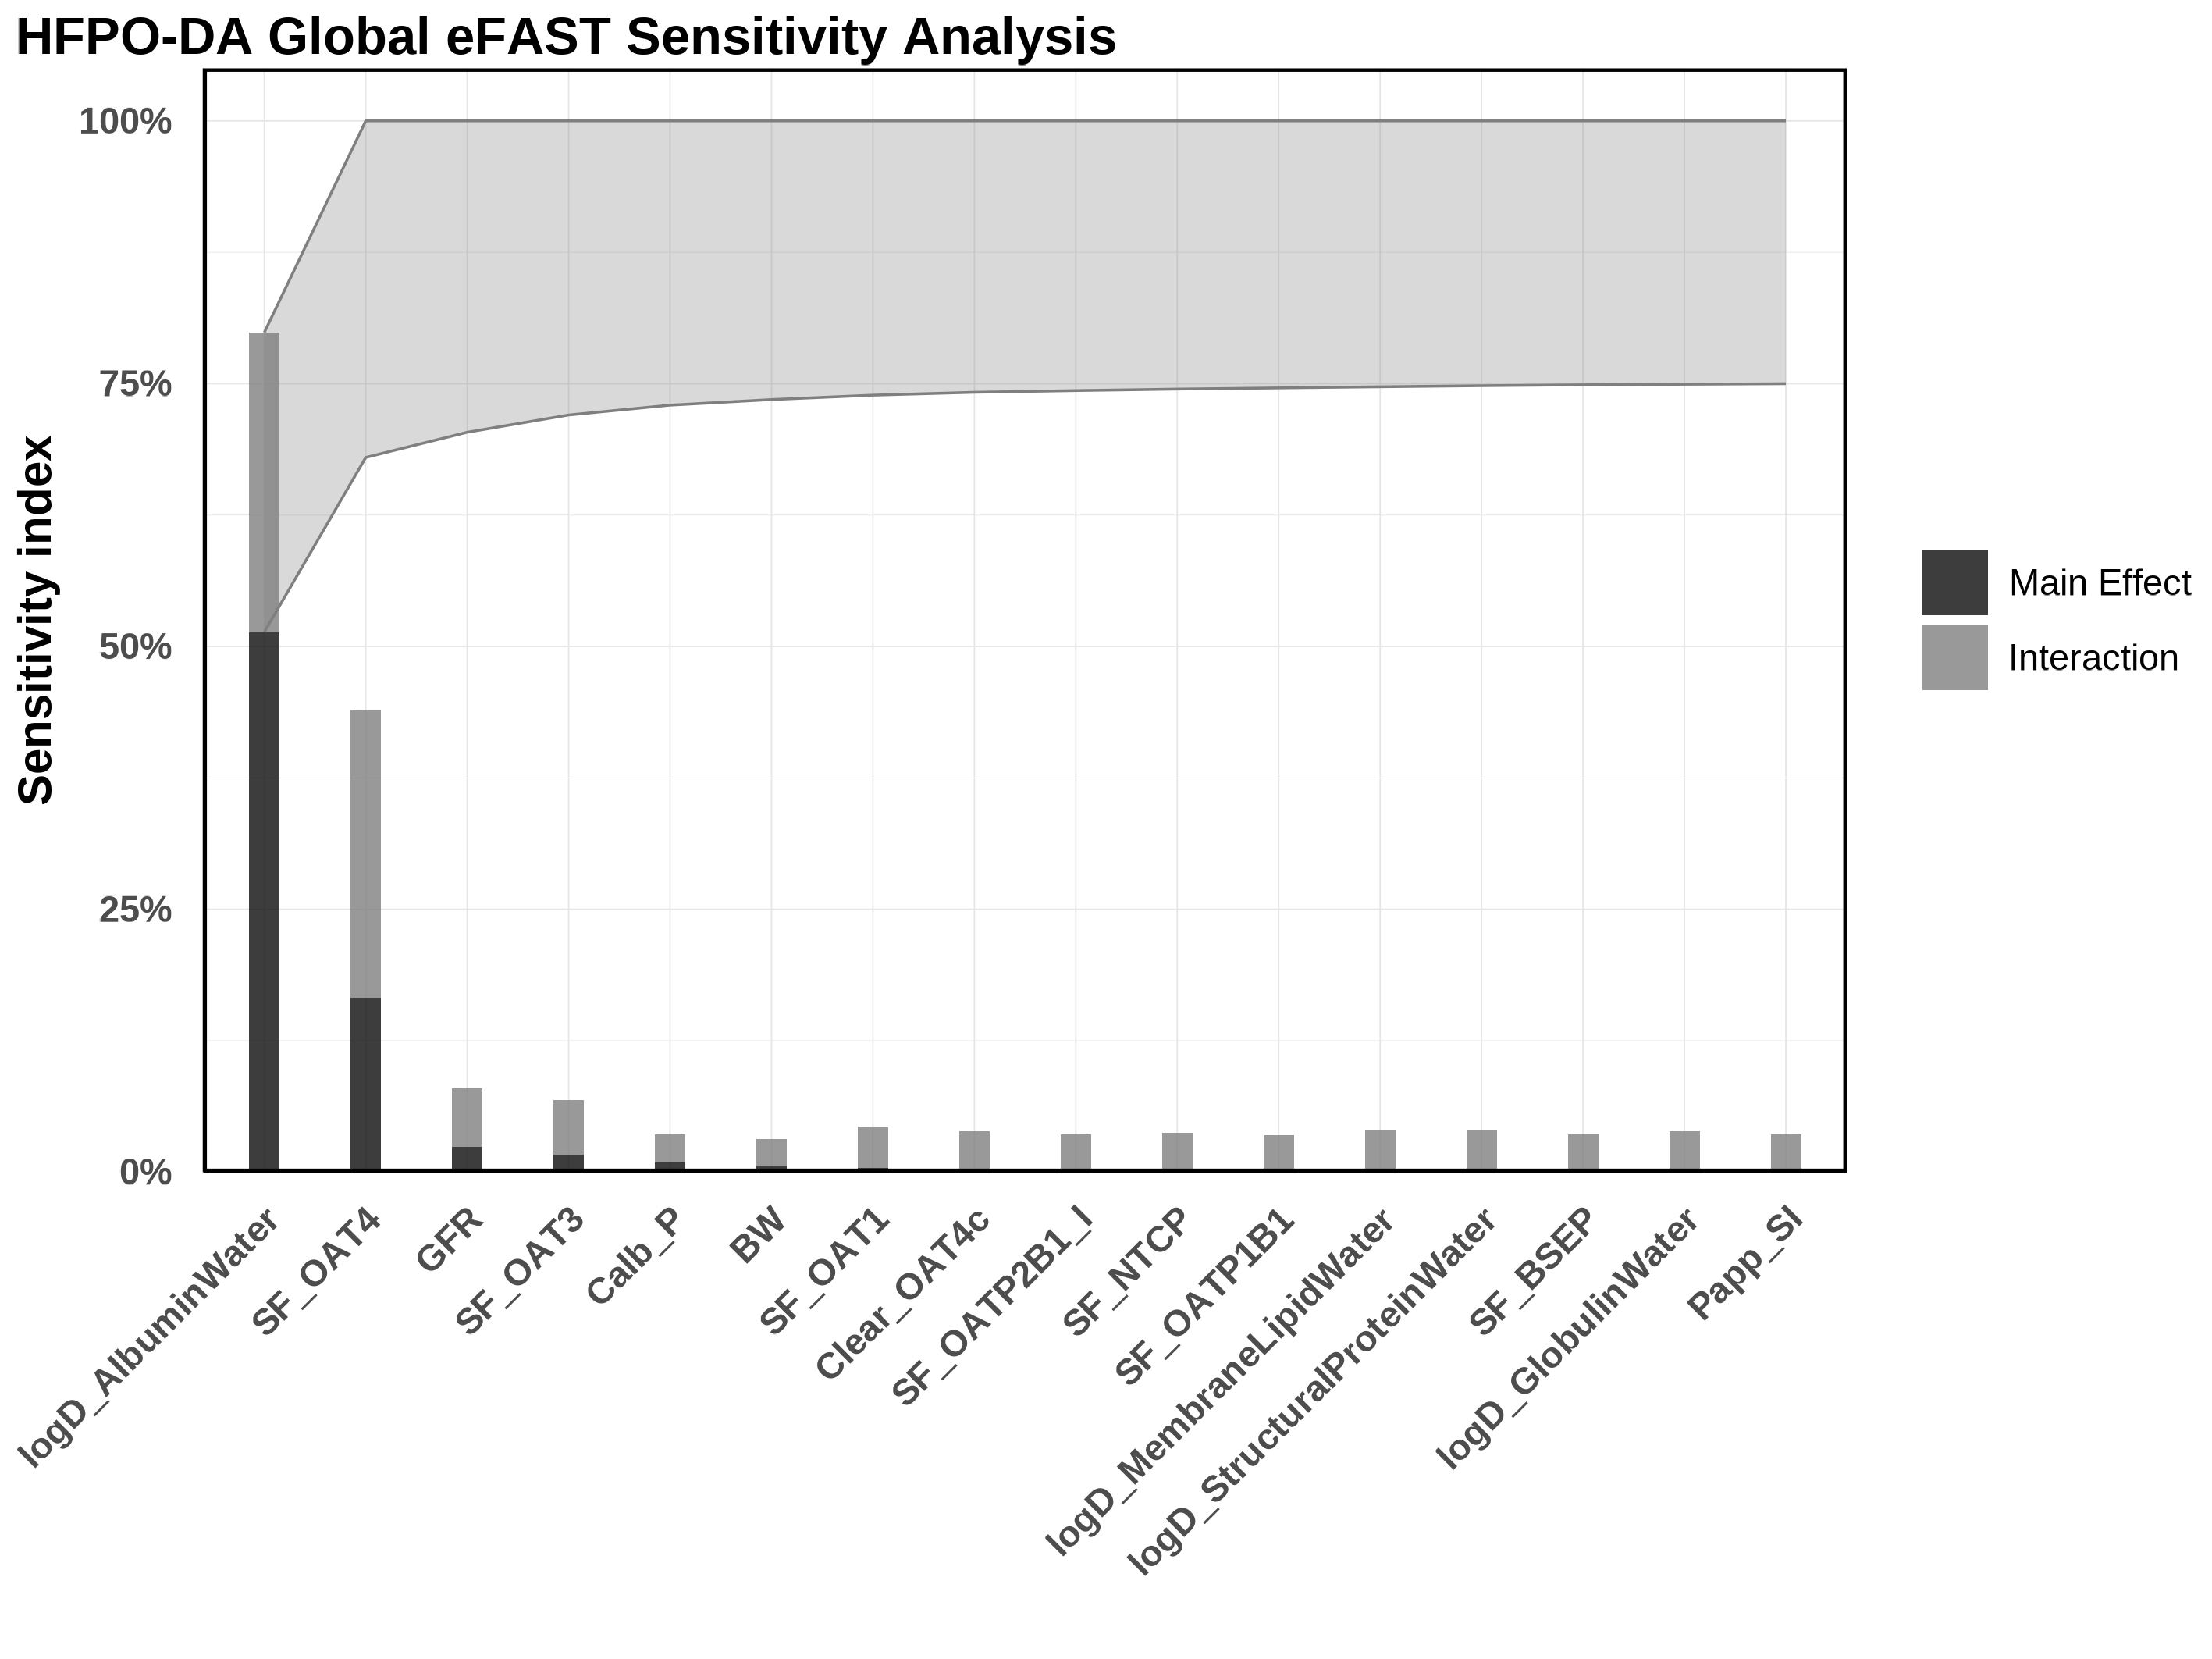 HFPO-DA Global eFAST Sensitivity Analysis
Sensitivity index
100%
75%
50%
25%
0%
logD_AlbuminWater
SF_OAT4
GFR
SF_OAT3
Calb_P
BW
SF_OAT1
Clear_OAT4c
SF_OATP2B1_I
SF_NTCP
SF_OATP1B1
logD_MembraneLipidWater
logD_StructuralProteinWater
SF_BSEP
logD_GlobulinWater
Papp_SI
Main Effect
Interaction